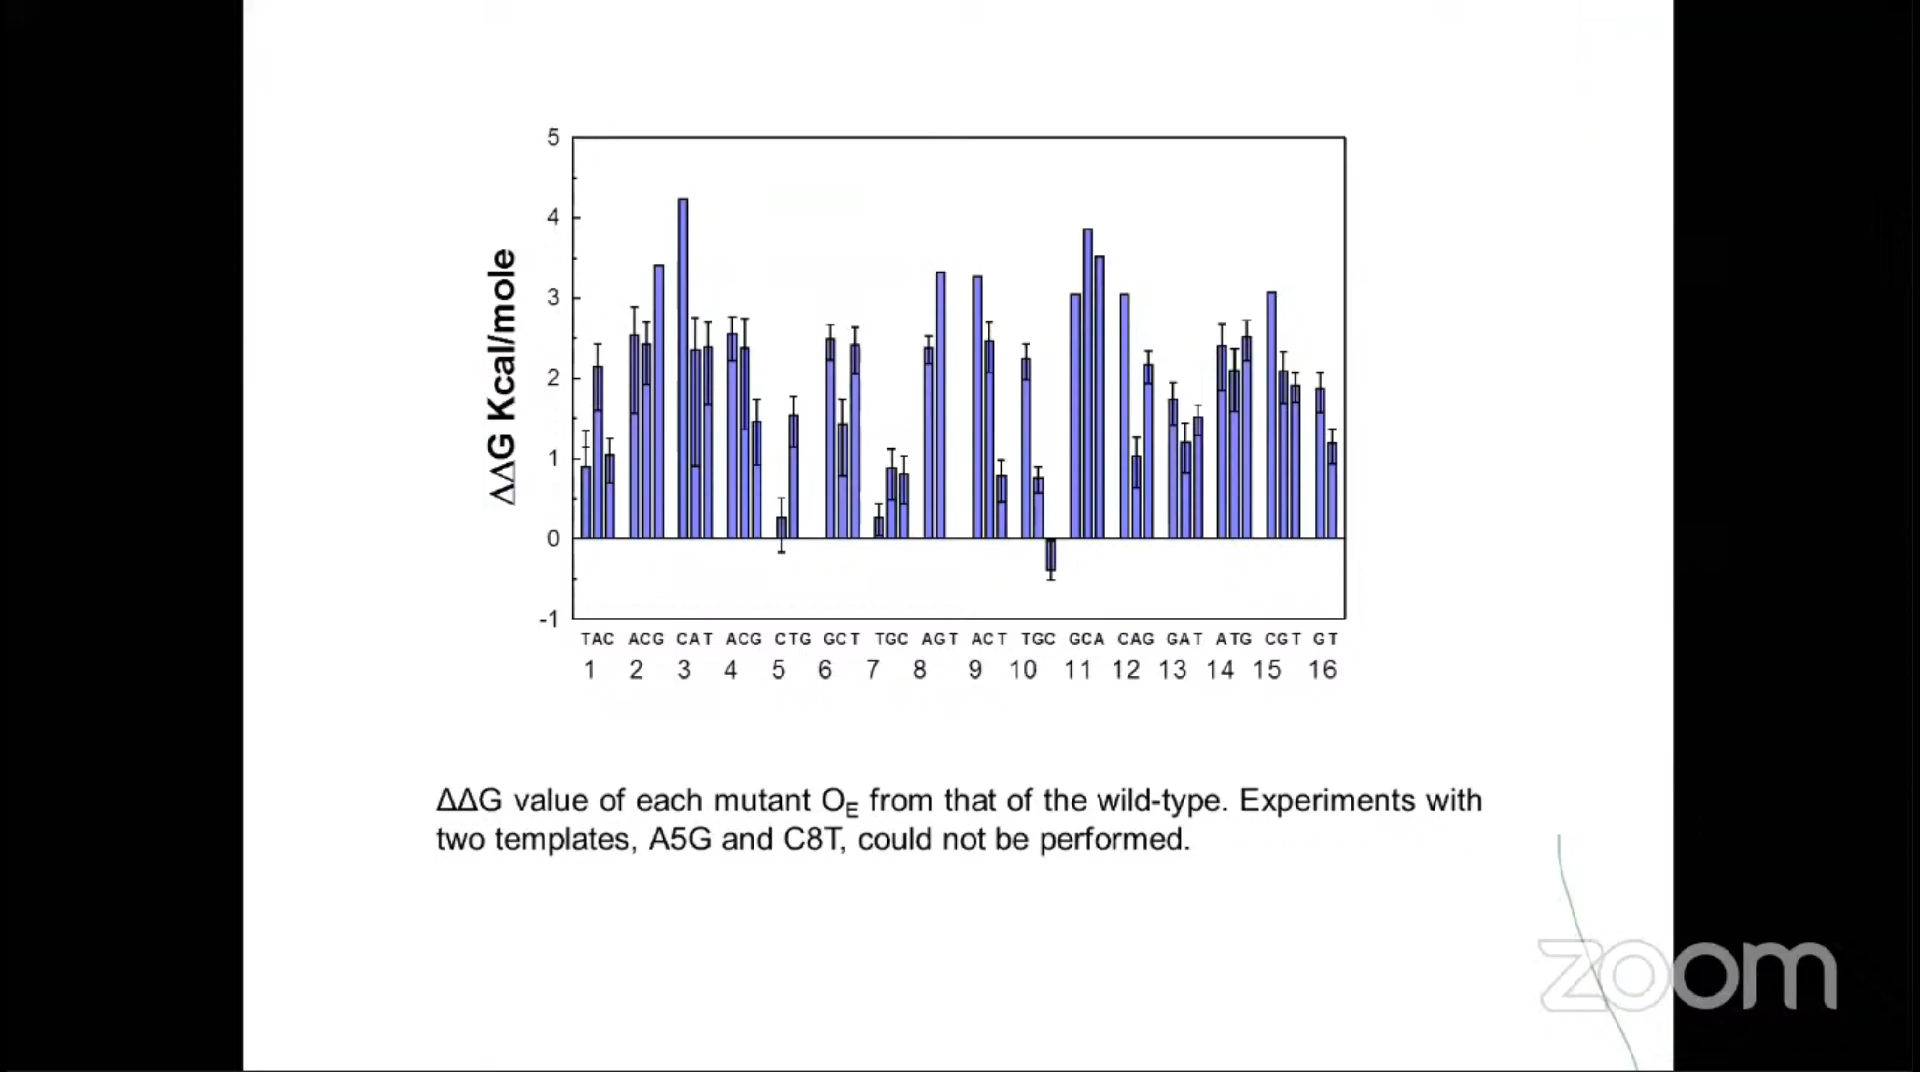 5
4
3
2
1
0
-1
ΔΔG Kcal/mole
TAC ACG CAT ACG CTG GCT TGC AGT ACT TGC GCA CAG GAT ATG CGT GT
1 2 3 4 5 6 7 8 9 10 11 12 13 14 15 16
ΔΔG value of each mutant OE from that of the wild-type. Experiments with
two templates, A5G and C8T, could not be performed.
zoom